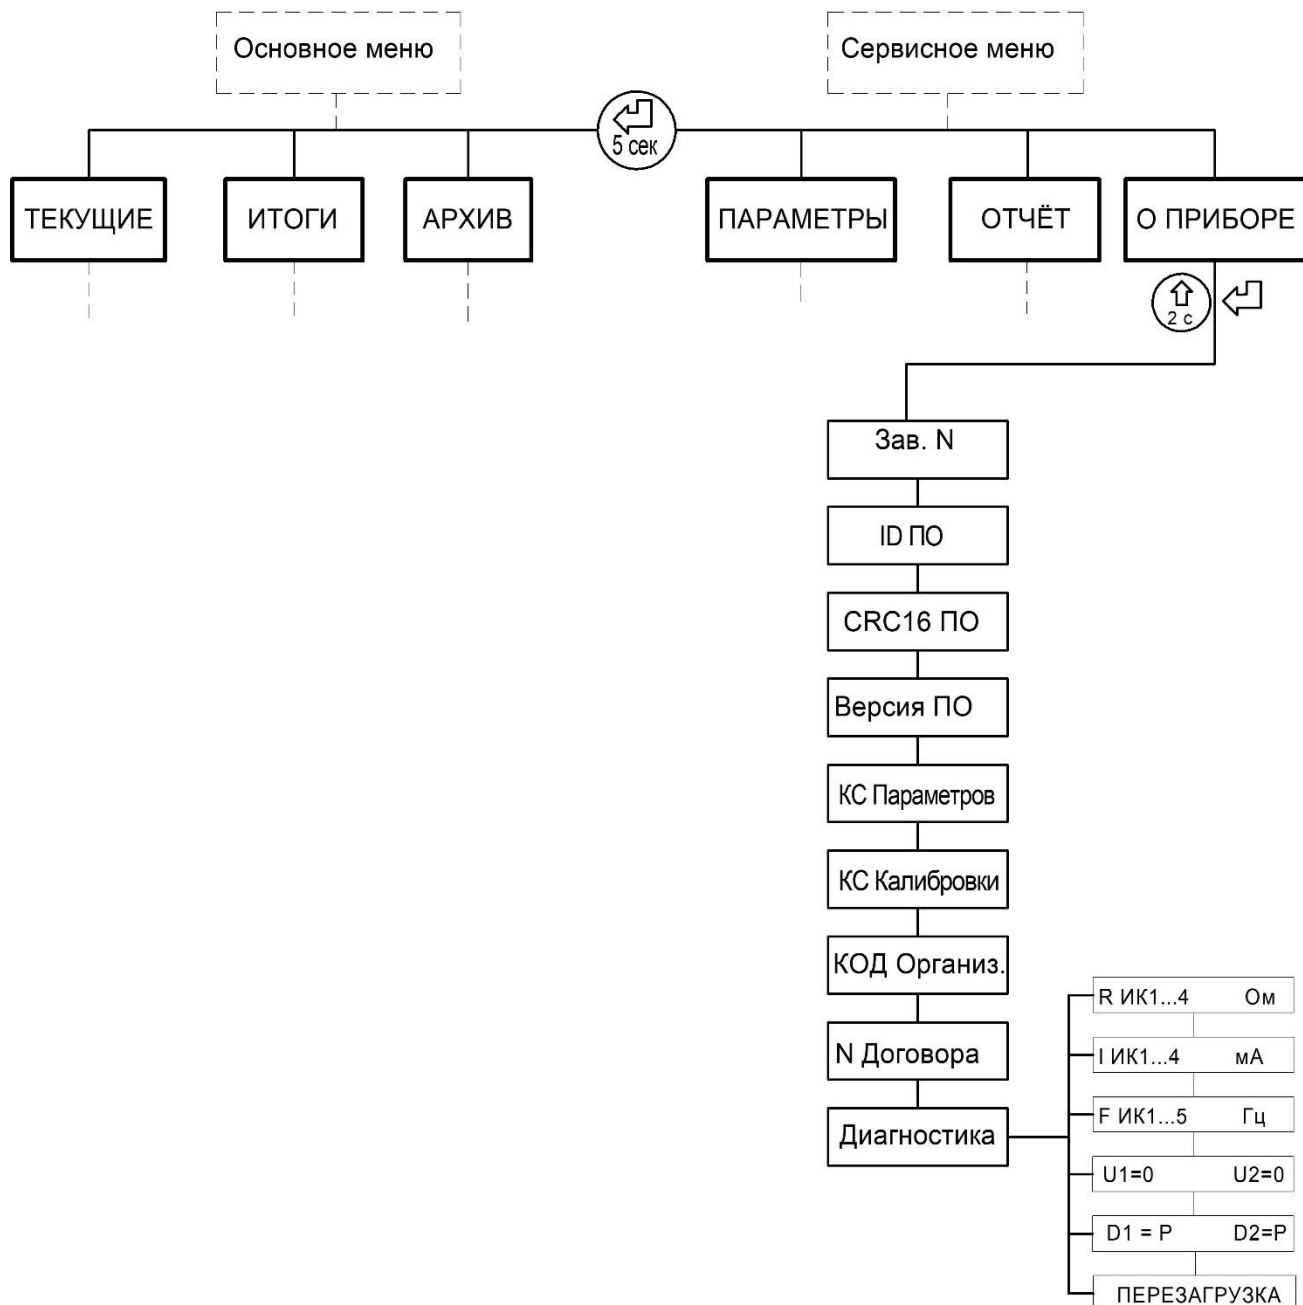 Основное меню
Сервисное меню
5 сек
ТЕКУЩИЕ
ИТОГИ
АРХИВ
ПАРАМЕТРЫ
ОТЧЁТ
О ПРИБОРЕ
2 с
Зав. N
ID ПО
CRC16 ПО
Версия ПО
КС Параметров
КС Калибровки
КОД Организ.
N Договора
Диагностика
R ИК1...4 Ом
I ИК1...4 мА
F ИК1...5 Гц
U1=0 U2=0
D1 = P D2=P
ПЕРЕЗАГРУЗКА